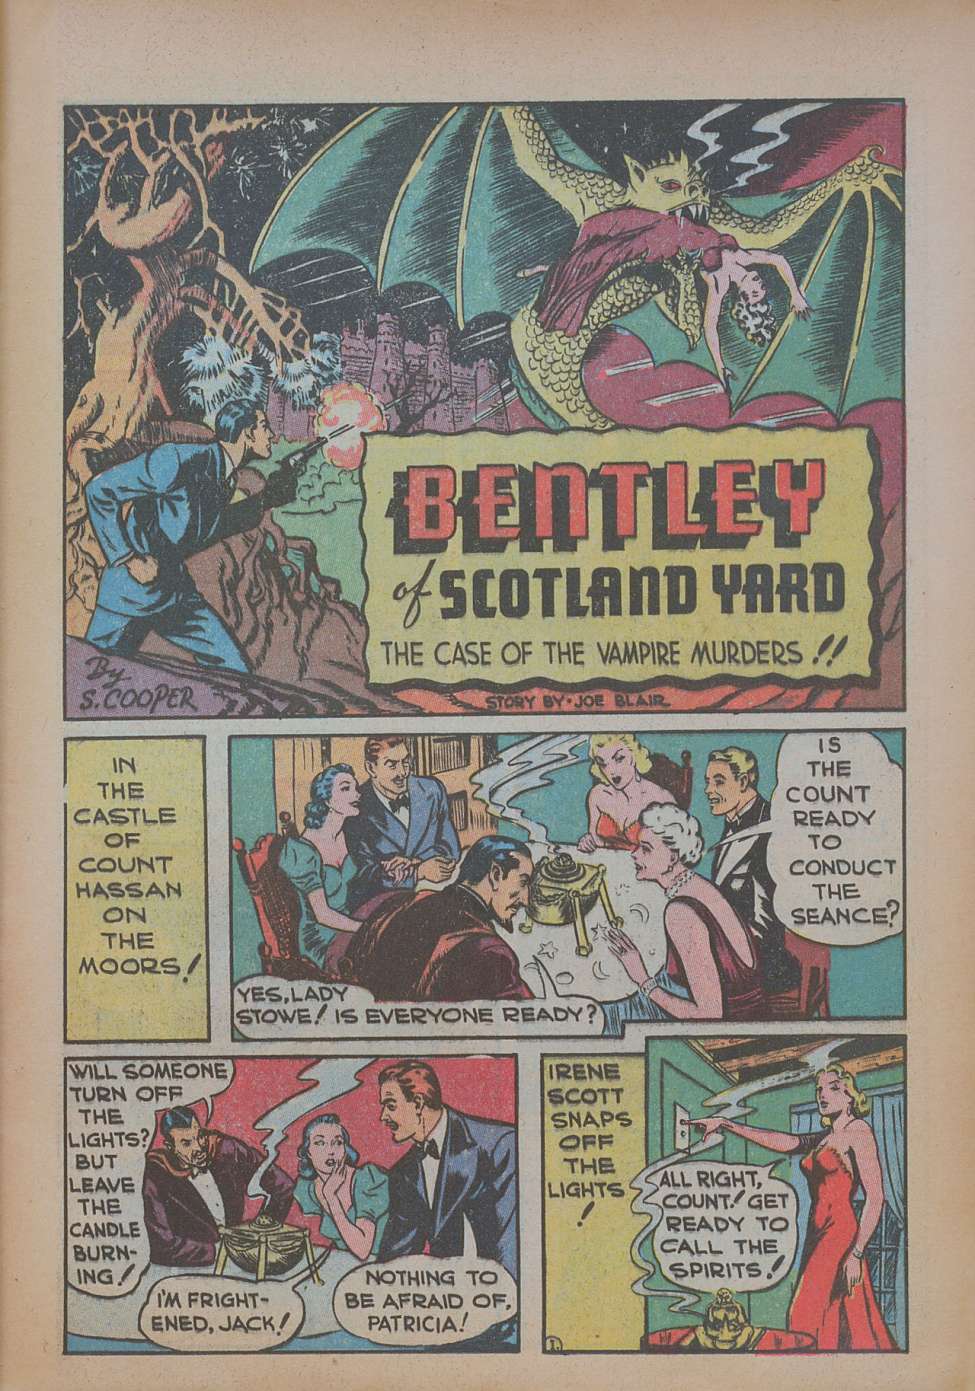 BENTLEY
of SCOTLAND YARD
THE CASE OF THE VAMPIRE MURDERS!!
By
S. COOPER
STORY BY · JOE BLAIR
IN
THE
CASTLE
OF
COUNT
HASSAN
ON
THE
MOORS!
IS
THE
COUNT
READY
TO
CONDUCT
THE
SEANCE?
YES, LADY
STOWE! IS EVERYONE READY?
WILL SOMEONE
TURN OFF
THE
LIGHTS?
BUT
LEAVE
THE
CANDLE
BURN-
ING!
I'M FRIGHT-
ENED, JACK!
NOTHING TO
BE AFRAID OF,
PATRICIA!
IRENE
SCOTT
SNAPS
OFF
THE
LIGHTS
!
ALL RIGHT,
COUNT! GET
READY TO
CALL THE
SPIRITS!
1.